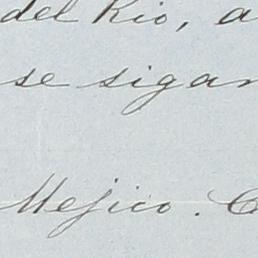 del Rio, a
se sigan
Mejico. C